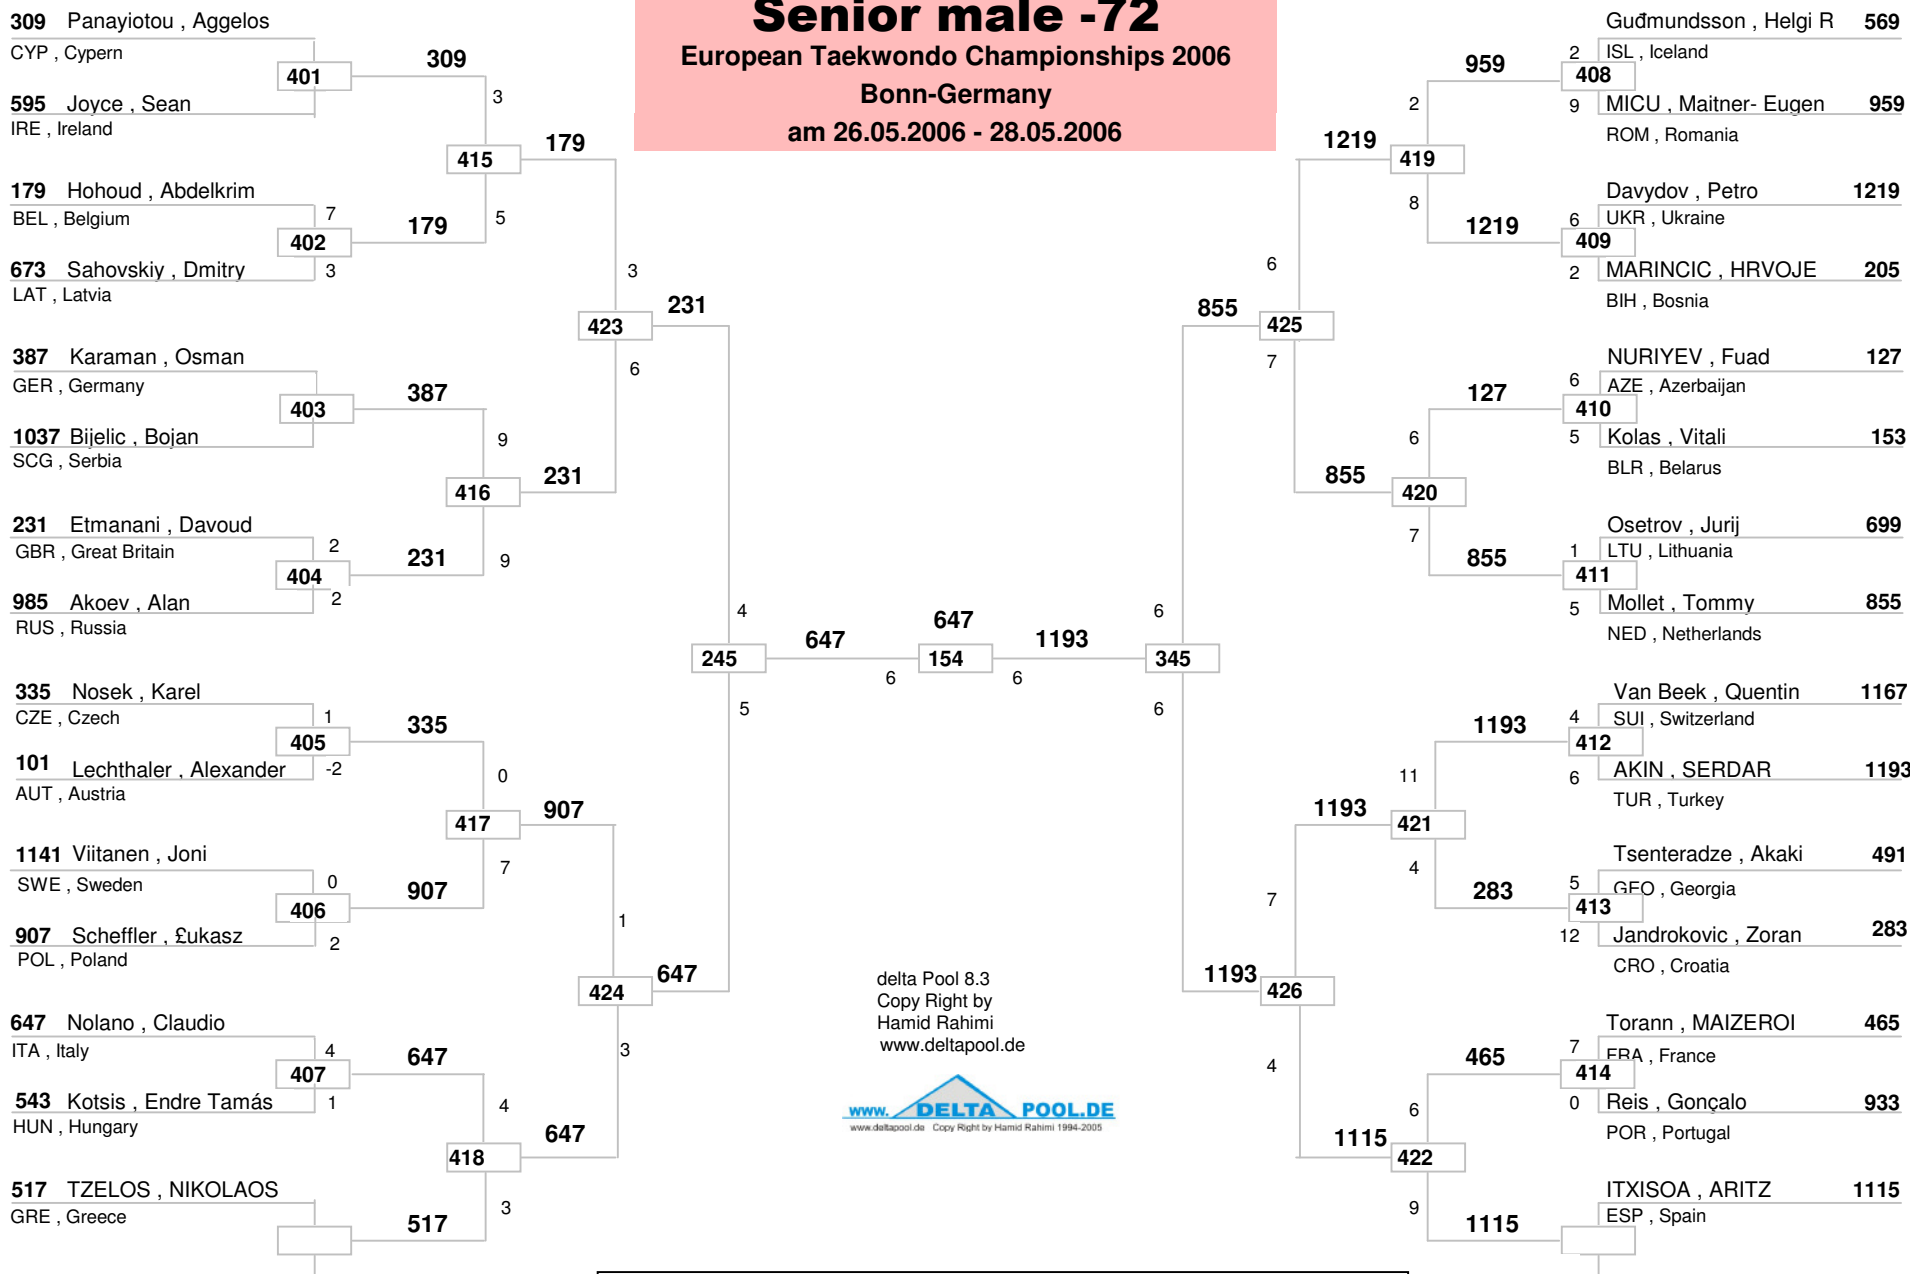 Senior male -72
European Taekwondo Championships 2006
Bonn-Germany
am 26.05.2006 - 28.05.2006
309 Panayiotou , Aggelos
CYP , Cypern
401
309
595 Joyce , Sean
IRE , Ireland
3
415
179
179 Hohoud , Abdelkrim
BEL , Belgium
7
402
179
5
673 Sahovskiy , Dmitry
3
LAT , Latvia
3
423
231
6
387 Karaman , Osman
GER , Germany
403
387
1037 Bijelic , Bojan
SCG , Serbia
9
416
231
231 Etmanani , Davoud
GBR , Great Britain
2
404
231
9
985 Akoev , Alan
2
RUS , Russia
4
245
647
5
335 Nosek , Karel
CZE , Czech
1
405
335
101 Lechthaler , Alexander
-2
AUT , Austria
0
417
907
1141 Viitanen , Joni
SWE , Sweden
0
406
907
7
907 Scheffler , £ukasz
2
POL , Poland
1
424
647
3
647 Nolano , Claudio
ITA , Italy
4
407
647
543 Kotsis , Endre Tamás
1
HUN , Hungary
4
418
647
517 TZELOS , NIKOLAOS
GRE , Greece
517
3
647
154
6
6
1193
345
6
6
Guđmundsson , Helgi R 569
2
ISL , Iceland
959
408
9
MICU , Maitner- Eugen 959
ROM , Romania
2
1219
419
8
Davydov , Petro 1219
6
UKR , Ukraine
1219
409
2
MARINCIC , HRVOJE 205
BIH , Bosnia
6
855
425
7
NURIYEV , Fuad 127
6
AZE , Azerbaijan
127
410
5
Kolas , Vitali 153
BLR , Belarus
6
855
420
7
Osetrov , Jurij 699
1
LTU , Lithuania
855
411
5
Mollet , Tommy 855
NED , Netherlands
Van Beek , Quentin 1167
4
SUI , Switzerland
1193
412
6
AKIN , SERDAR 1193
TUR , Turkey
11
1193
421
4
Tsenteradze , Akaki 491
5
GEO , Georgia
283
413
12
Jandrokovic , Zoran 283
CRO , Croatia
7
1193
426
4
Torann , MAIZEROI 465
7
FRA , France
465
414
0
Reis , Gonçalo 933
POR , Portugal
6
1115
422
9
ITXISOA , ARITZ 1115
ESP , Spain
1115
delta Pool 8.3
Copy Right by
Hamid Rahimi
www.deltapool.de
www. DELTA POOL.DE
www.deltapool.de Copy Right by Hamid Rahimi 1994-2005